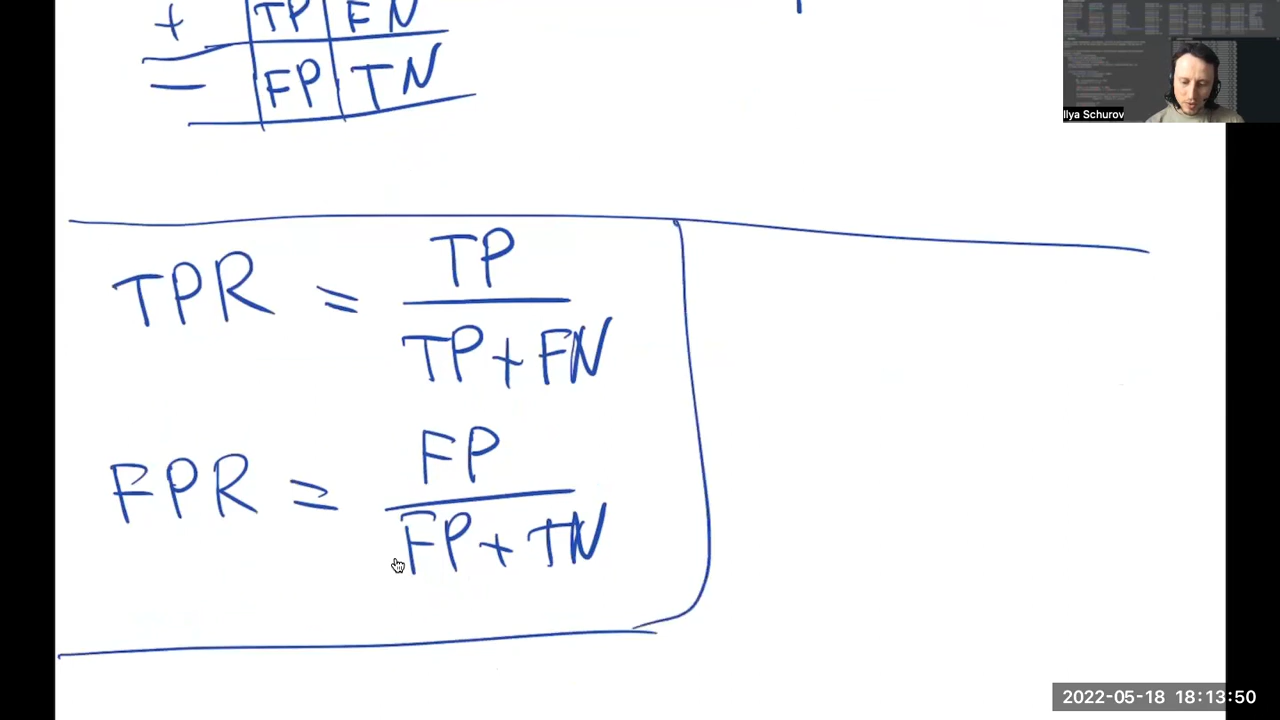 + TP FN
− FP TN
TPR = TP / TP + FN
FPR = FP / FP + TN
Ilya Schurov
2022-05-18 18:13:50